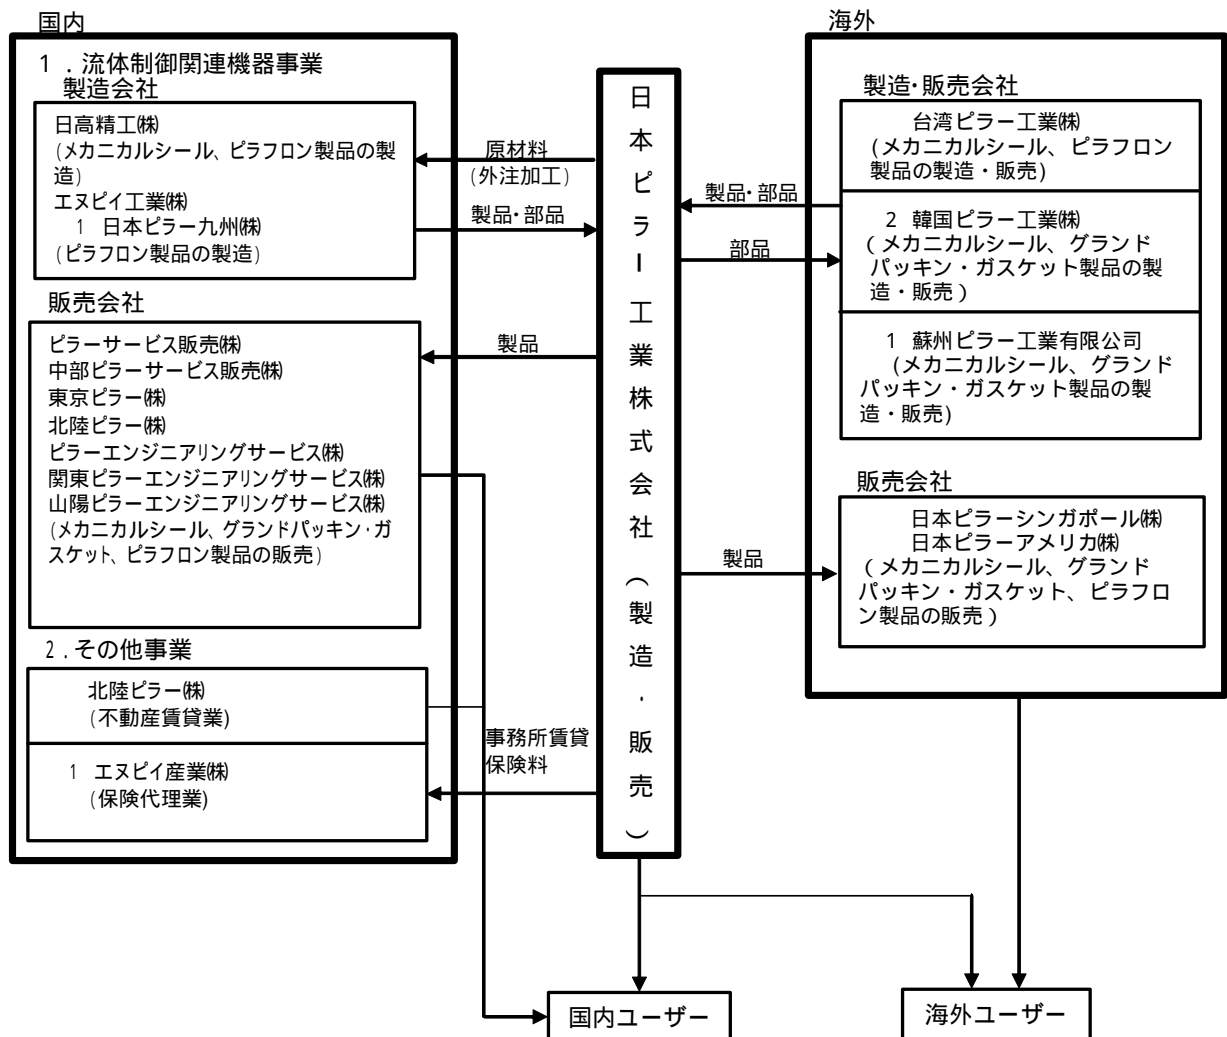 国内
1．流体制御関連機器事業
製造会社
日高精工㈱
(メカニカルシール、ピラフロン製品の製
造)
エヌピイ工業㈱
1 日本ピラー九州㈱
(ピラフロン製品の製造)
販売会社
ピラーサービス販売㈱
中部ピラーサービス販売㈱
東京ピラー㈱
北陸ピラー㈱
ピラーエンジニアリングサービス㈱
関東ピラーエンジニアリングサービス㈱
山陽ピラーエンジニアリングサービス㈱
(メカニカルシール、グランドパッキン・ガ
スケット、ピラフロン製品の販売)
2．その他事業
北陸ピラー㈱
(不動産賃貸業)
1 エヌピイ産業㈱
(保険代理業)
原材料
(外注加工)
製品・部品
製品
事務所賃貸
保険料
日本ピラー工業株式会社（製造・販売）
製品・部品
部品
製品
海外
製造・販売会社
台湾ピラー工業㈱
(メカニカルシール、ピラフロン
製品の製造・販売)
2 韓国ピラー工業㈱
(メカニカルシール、グランド
パッキン・ガスケット製品の製
造・販売)
1 蘇州ピラー工業有限公司
(メカニカルシール、グランド
パッキン・ガスケット製品の製
造・販売)
販売会社
日本ピラーシンガポール㈱
日本ピラーアメリカ㈱
(メカニカルシール、グランド
パッキン・ガスケット、ピラフロ
ン製品の販売)
国内ユーザー
海外ユーザー